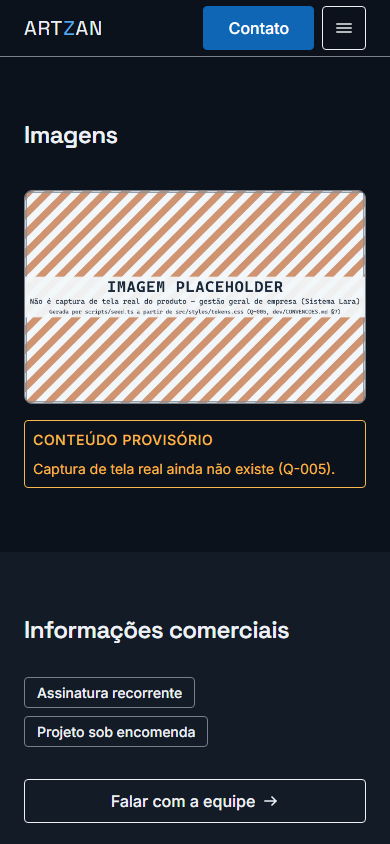 ARTZAN
Contato
Imagens
IMAGEM PLACEHOLDER
Não é captura de tela real do produto — gestão geral de empresa (Sistema Lara)
Gerada por scripts/seed.ts a partir de src/styles/tokens.css (Q-005, dev/CONVENCOES.md §7)
CONTEÚDO PROVISÓRIO
Captura de tela real ainda não existe (Q-005).
Informações comerciais
Assinatura recorrente
Projeto sob encomenda
Falar com a equipe →